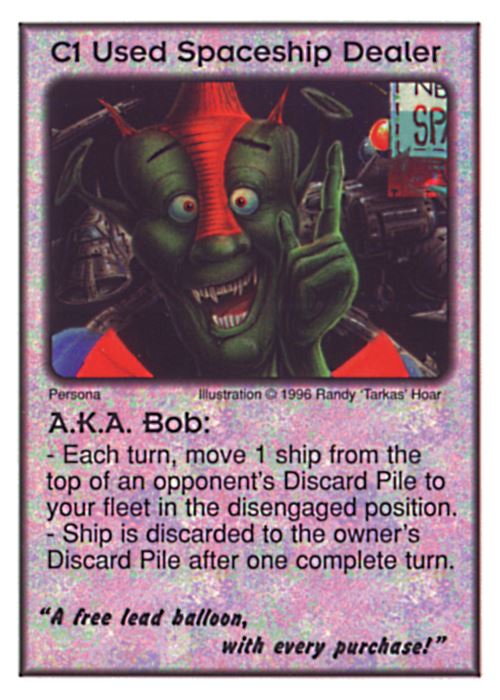 C1 Used Spaceship Dealer
NE
SPA
Persona Illustration © 1996 Randy 'Tarkas' Hoar
A.K.A. Bob:
- Each turn, move 1 ship from the
top of an opponent's Discard Pile to
your fleet in the disengaged position.
- Ship is discarded to the owner's
Discard Pile after one complete turn.
"A free lead balloon,
with every purchase!"